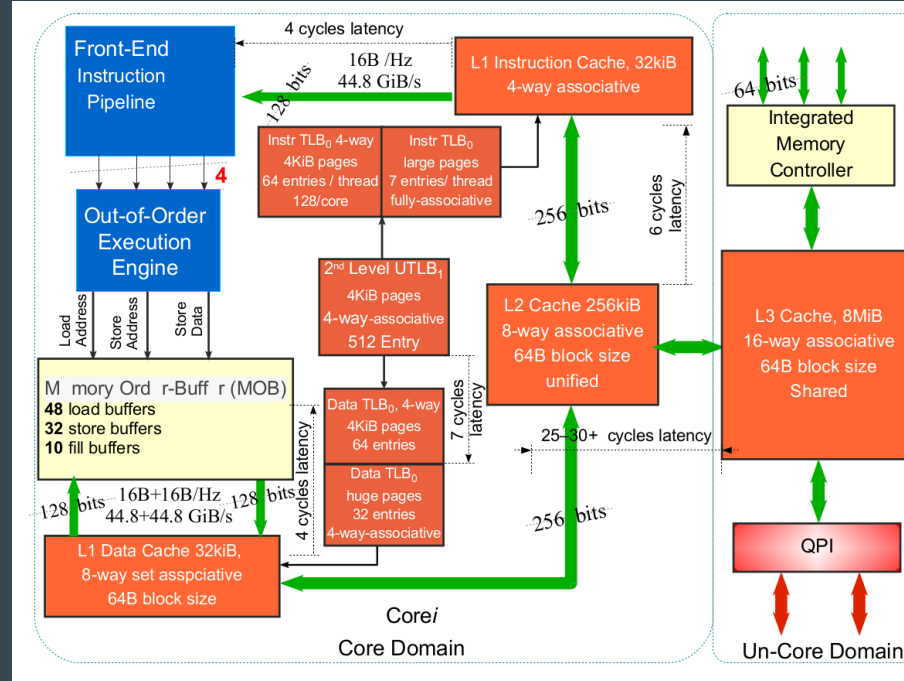 Front-End
Instruction
Pipeline
4 cycles latency
16B /Hz
44.8 GiB/s
128 bits
L1 Instruction Cache, 32kiB
4-way associative
64 bits
Integrated
Memory
Controller
4
Instr TLB0 4-way
4KiB pages
64 entries / thread
128/core
Instr TLB0
large pages
7 entries/ thread
fully-associative
256 bits
6 cycles
latency
Out-of-Order
Execution
Engine
Load
Address
Store
Address
Store
Data
2nd Level UTLB1
4KiB pages
4-way-associative
512 Entry
L2 Cache 256kiB
8-way associative
64B block size
unified
L3 Cache, 8MiB
16-way associative
64B block size
Shared
M mory Ord r-Buff r (MOB)
48 load buffers
32 store buffers
10 fill buffers
4 cycles latency
Data TLB0, 4-way
4KiB pages
64 entries
7 cycles
latency
25–30+ cycles latency
Data TLB0
huge pages
32 entries
4-way-associative
128 bits
16B+16B/Hz
44.8+44.8 GiB/s
128 bits
256 bits
L1 Data Cache 32kiB,
8-way set asspciative
64B block size
QPI
Corei
Core Domain
Un-Core Domain